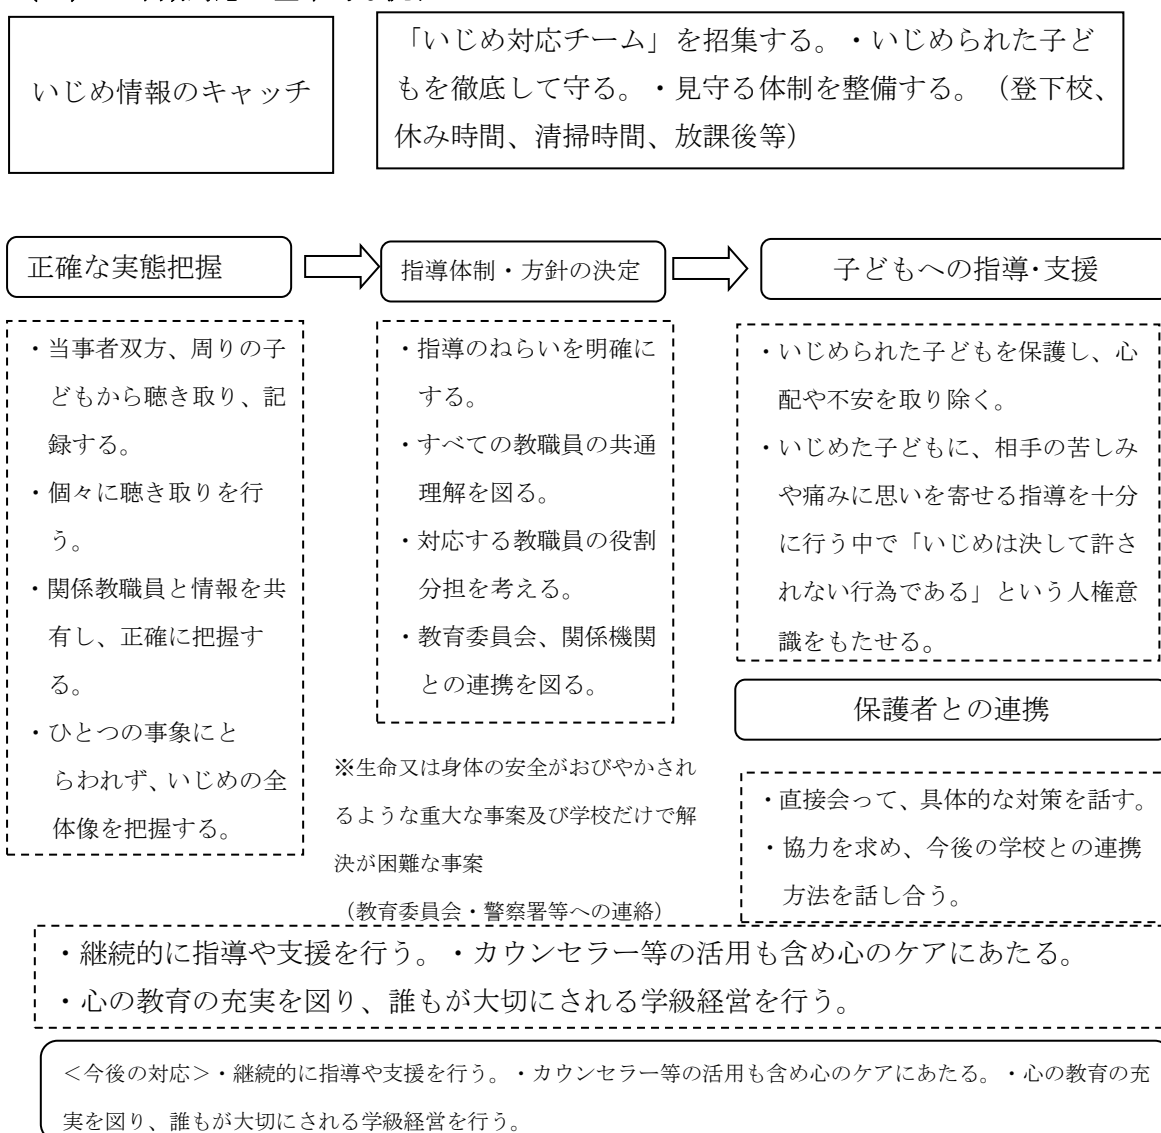 いじめ情報のキャッチ
「いじめ対応チーム」を招集する。・いじめられた子ど
もを徹底して守る。・見守る体制を整備する。（登下校、
休み時間、清掃時間、放課後等）
正確な実態把握
指導体制・方針の決定
子どもへの指導・支援
・当事者双方、周りの子
どもから聴き取り、記
録する。
・個々に聴き取りを行
う。
・関係教職員と情報を共
有し、正確に把握す
る。
・ひとつの事象にと
らわれず、いじめの全
体像を把握する。
・指導のねらいを明確に
する。
・すべての教職員の共通
理解を図る。
・対応する教職員の役割
分担を考える。
・教育委員会、関係機関
との連携を図る。
※生命又は身体の安全がおびやかされ
るような重大な事案及び学校だけで解
決が困難な事案
（教育委員会・警察署等への連絡）
・いじめられた子どもを保護し、心
配や不安を取り除く。
・いじめた子どもに、相手の苦しみ
や痛みに思いを寄せる指導を十分
に行う中で「いじめは決して許さ
れない行為である」という人権意
識をもたせる。
保護者との連携
・直接会って、具体的な対策を話す。
・協力を求め、今後の学校との連携
方法を話し合う。
・継続的に指導や支援を行う。・カウンセラー等の活用も含め心のケアにあたる。
・心の教育の充実を図り、誰もが大切にされる学級経営を行う。
＜今後の対応＞・継続的に指導や支援を行う。・カウンセラー等の活用も含め心のケアにあたる。・心の教育の充
実を図り、誰もが大切にされる学級経営を行う。